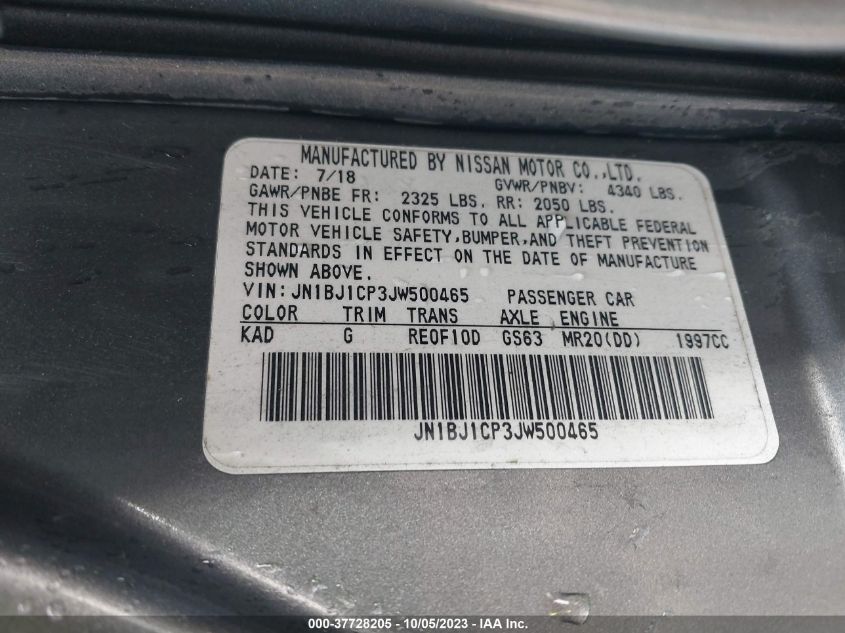 MANUFACTURED BY NISSAN MOTOR CO.,LTD.
DATE: 7/18 GVWR/PNBV: 4340 LBS.
GAWR/PNBE FR: 2325 LBS. RR: 2050 LBS.
THIS VEHICLE CONFORMS TO ALL APPLICABLE FEDERAL
MOTOR VEHICLE SAFETY,BUMPER,AND THEFT PREVENTION
STANDARDS IN EFFECT ON THE DATE OF MANUFACTURE
SHOWN ABOVE.
VIN:JN1BJ1CP3JW500465 PASSENGER CAR
COLOR TRIM TRANS AXLE ENGINE
KAD G RE0F10D GS63 MR20(DD) 1997CC
JN1BJ1CP3JW500465
000-37728205 - 10/05/2023 - IAA Inc.